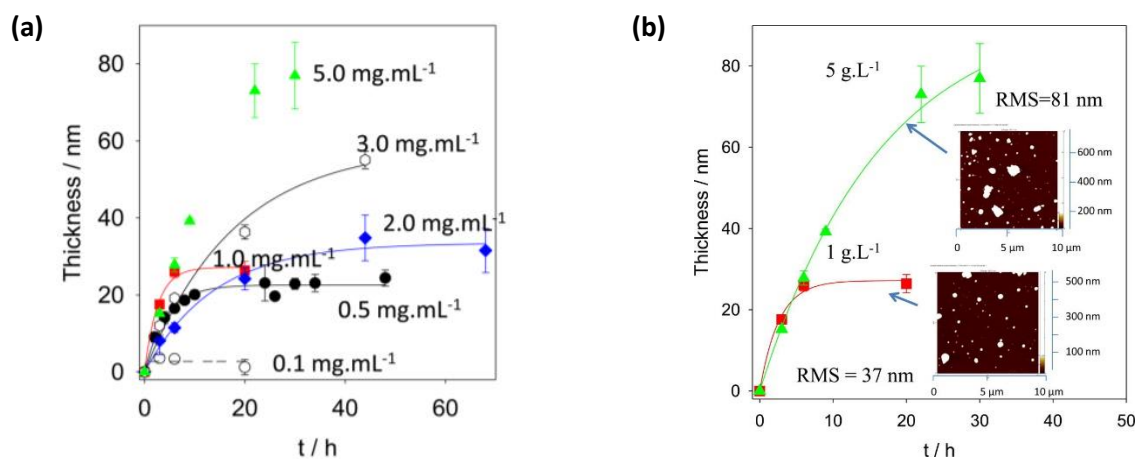 (a)
80
60
40
20
0
Thickness / nm
0 20 40 60
t / h
5.0 mg.mL-1
3.0 mg.mL-1
2.0 mg.mL-1
1.0 mg.mL-1
0.5 mg.mL-1
0.1 mg.mL-1
(b)
80
60
40
20
0
Thickness / nm
0 10 20 30 40 50
t / h
5 g.L-1
RMS=81 nm
600 nm
400 nm
200 nm
0 5 µm 10 µm
1 g.L-1
500 nm
300 nm
100 nm
0 5 µm 10 µm
RMS = 37 nm